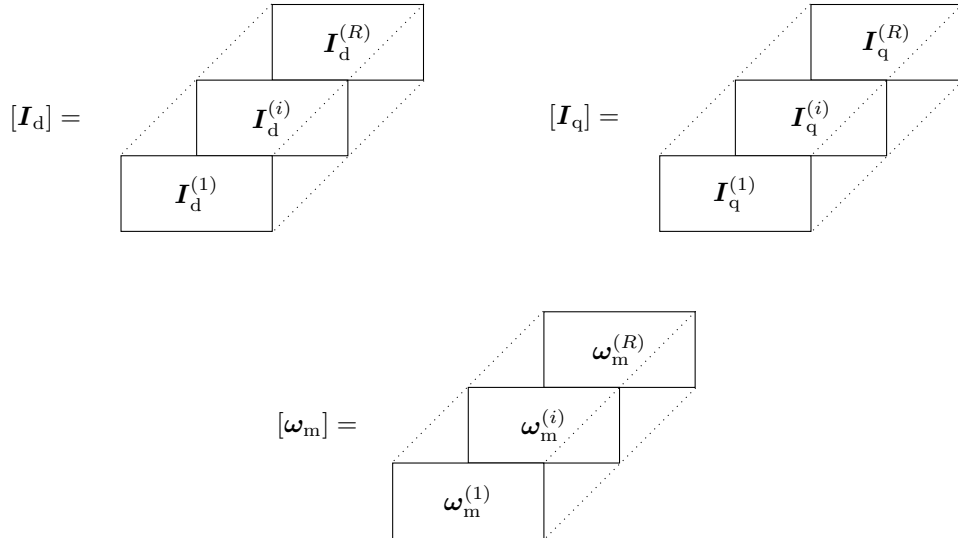 I_d^{(R)} I_q^{(R)}
[I_d] = I_d^{(i)} [I_q] = I_q^{(i)}
I_d^{(1)} I_q^{(1)}
ω_m^{(R)}
[ω_m] = ω_m^{(i)}
ω_m^{(1)}